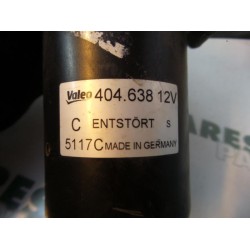 Valeo 404.638 12V
C ENTSTÖRT S
5117C MADE IN GERMANY